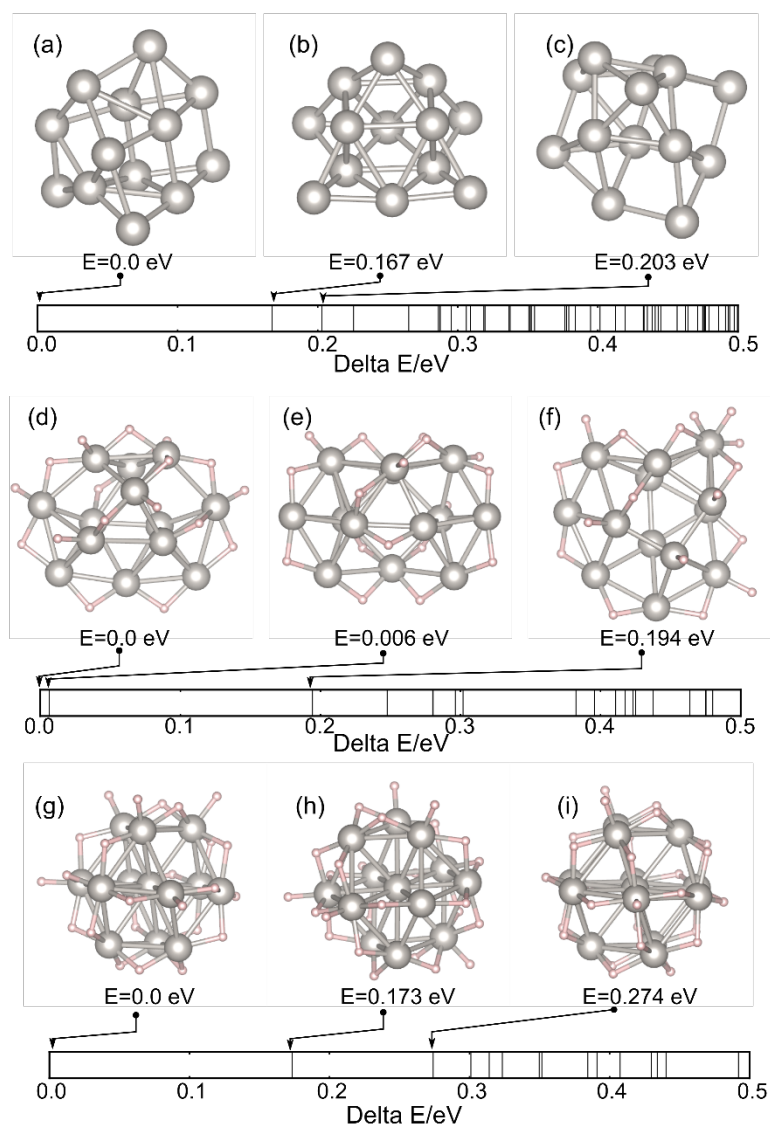 (a) (b) (c)
E=0.0 eV E=0.167 eV E=0.203 eV
0.0 0.1 0.2 0.3 0.4 0.5
Delta E/eV
(d) (e) (f)
E=0.0 eV E=0.006 eV E=0.194 eV
0.0 0.1 0.2 0.3 0.4 0.5
Delta E/eV
(g) (h) (i)
E=0.0 eV E=0.173 eV E=0.274 eV
0.0 0.1 0.2 0.3 0.4 0.5
Delta E/eV